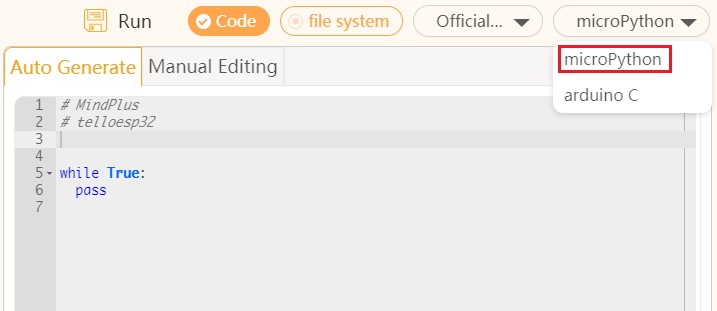 Run Code file system Official... microPython
microPython
arduino C
Auto Generate Manual Editing
1 # MindPlus
2 # telloesp32
3
4
5 while True:
6 pass
7